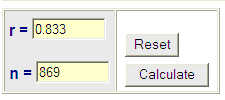 r = 0.833
Reset
n = 869
Calculate